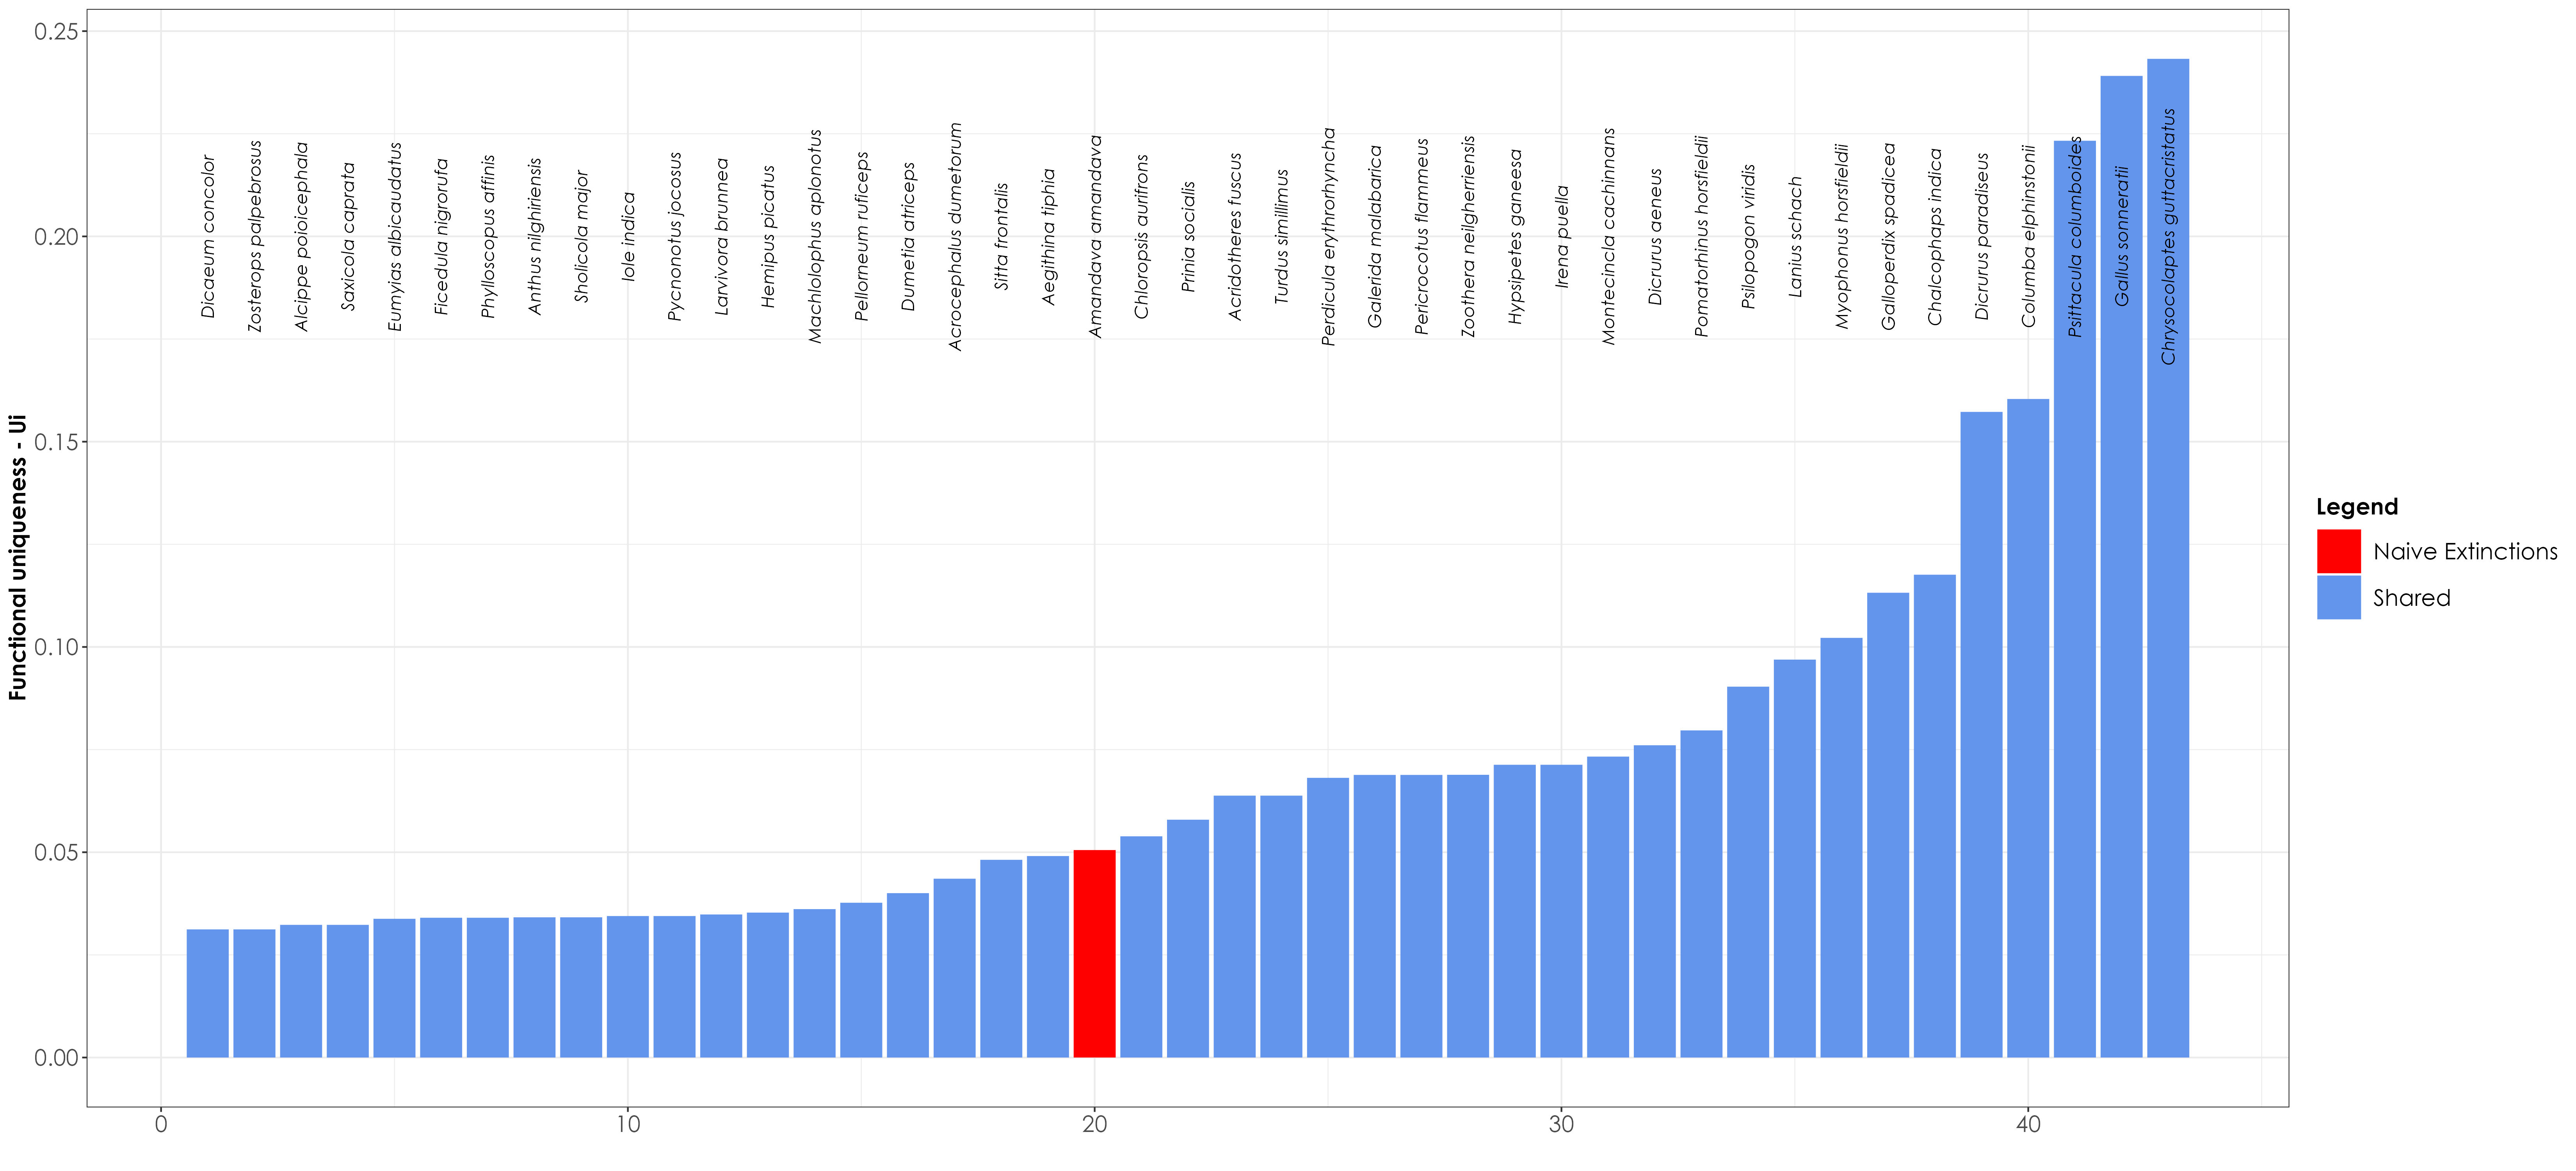 0.25
0.20
0.15
0.10
0.05
0.00
Functional uniqueness - Ui
Dicaeum concolor
Zosterops palpebrosus
Alcippe poioicephala
Saxicola caprata
Eumyias albicaudatus
Ficedula nigrorufa
Phylloscopus affinis
Anthus nilghiriensis
Sholicola major
Iole indica
Pycnonotus jocosus
Larvivora brunnea
Hemipus picatus
Machlolophus aplonotus
Pellorneum ruficeps
Dumetia atriceps
Acrocephalus dumetorum
Sitta frontalis
Aegithina tiphia
Amandava amandava
Chloropsis aurifrons
Prinia socialis
Acridotheres fuscus
Turdus simillimus
Perdicula erythrorhyncha
Galerida malabarica
Pericrocotus flammeus
Zoothera neilgherriensis
Hypsipetes ganeesa
Irena puella
Montecincla cachinnans
Dicrurus aeneus
Pomatorhinus horsfieldii
Psilopogon viridis
Lanius schach
Myophonus horsfieldii
Galloperdix spadicea
Chalcophaps indica
Dicrurus paradiseus
Columba elphinstonii
Psittacula columboides
Gallus sonneratii
Chrysocolaptes guttacristatus
0
10
20
30
40
Legend
Naive Extinctions
Shared